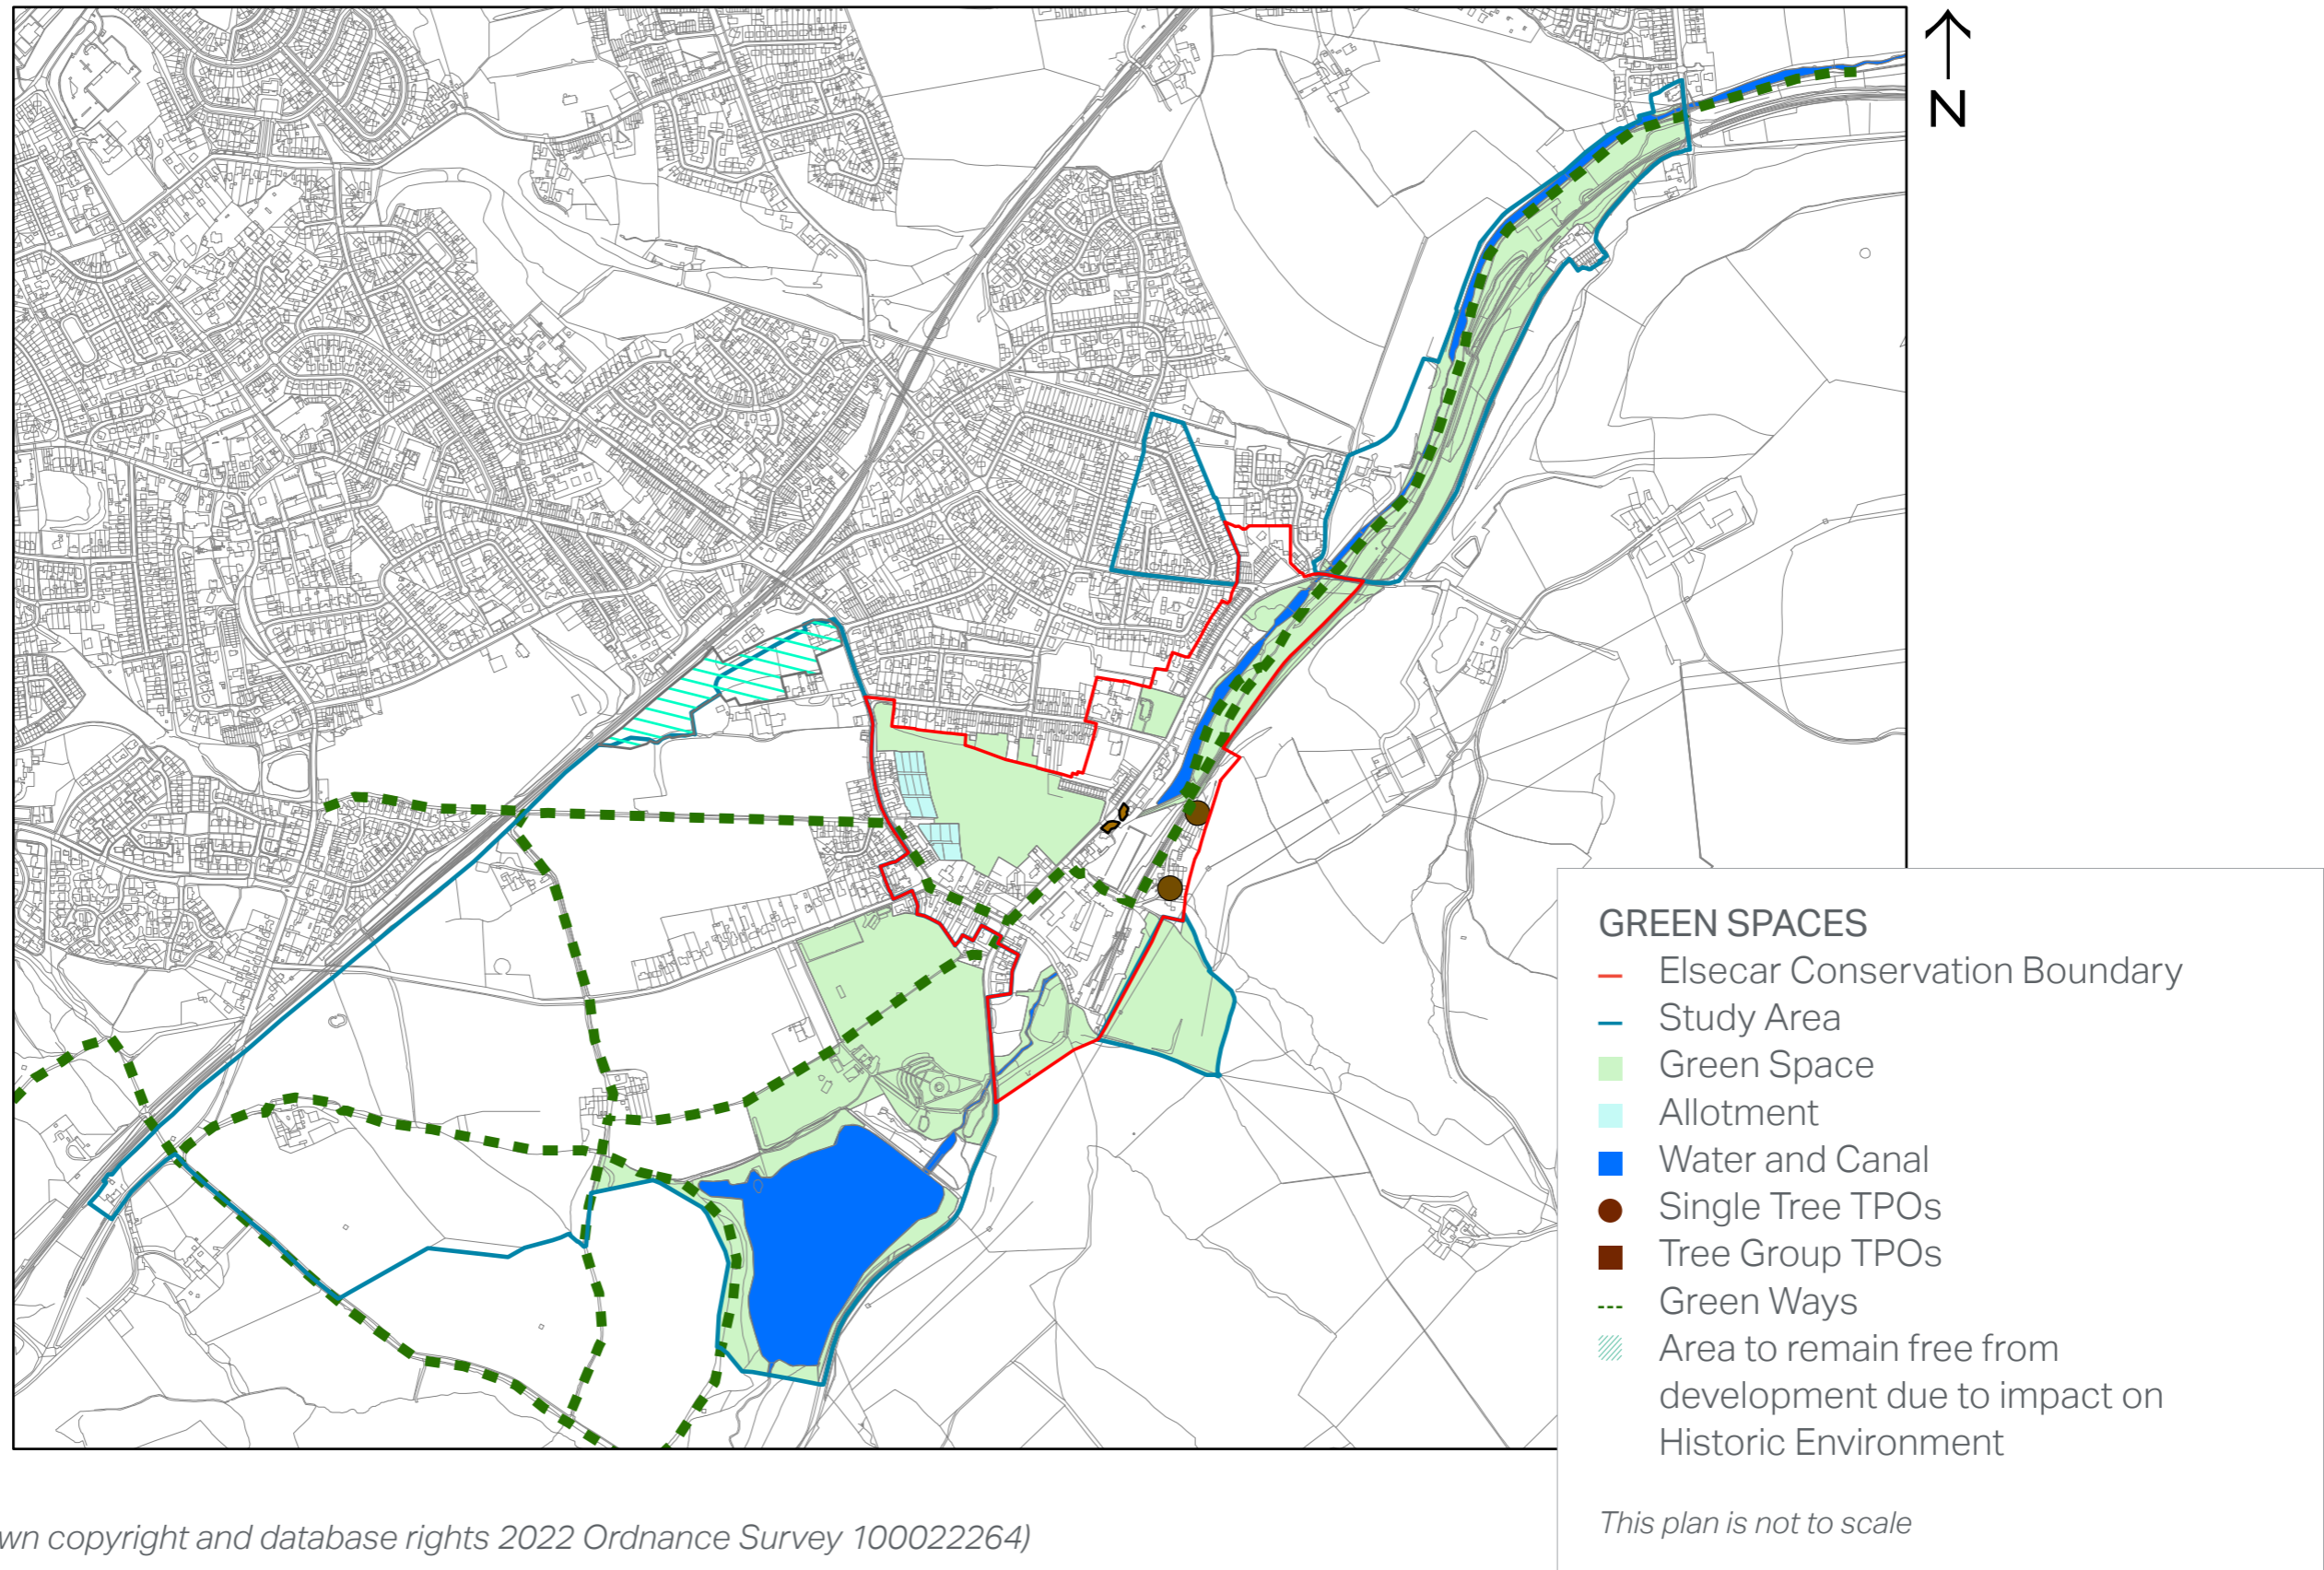 N
GREEN SPACES
Elsecar Conservation Boundary
Study Area
Green Space
Allotment
Water and Canal
Single Tree TPOs
Tree Group TPOs
Green Ways
Area to remain free from
development due to impact on
Historic Environment
This plan is not to scale
wn copyright and database rights 2022 Ordnance Survey 100022264)